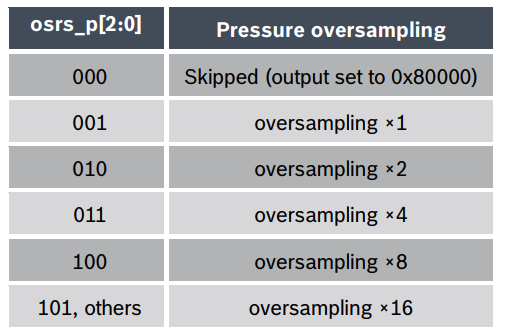 osrs_p[2:0] Pressure oversampling
000 Skipped (output set to 0x80000)
001 oversampling ×1
010 oversampling ×2
011 oversampling ×4
100 oversampling ×8
101, others oversampling ×16